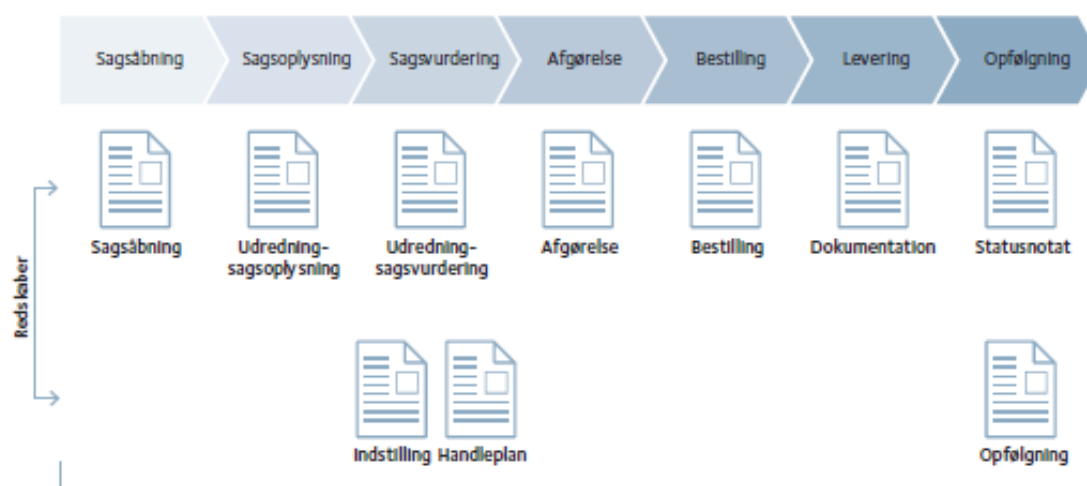 Sagsåbning
Sagsoplysning
Sagsvurdering
Afgørelse
Bestilling
Levering
Opfølgning
Redskaber
Sagsåbning
Udredning-
sagsoplysning
Udredning-
sagsvurdering
Afgørelse
Bestilling
Dokumentation
Statusnotat
Indstilling
Handleplan
Opfølgning